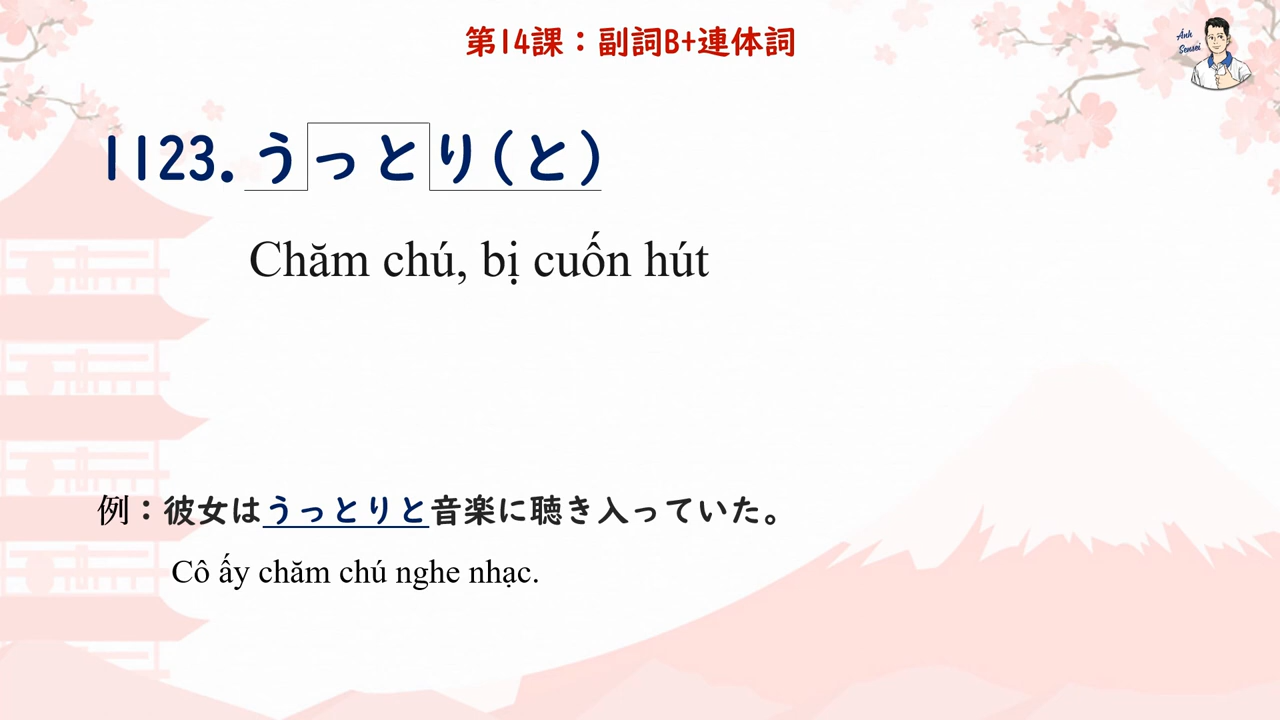 第14課：副詞B+連体詞
Anh
Sensei
1123.うっとり(と)
Chăm chú, bị cuốn hút
例：彼女はうっとりと音楽に聴き入っていた。
Cô ấy chăm chú nghe nhạc.